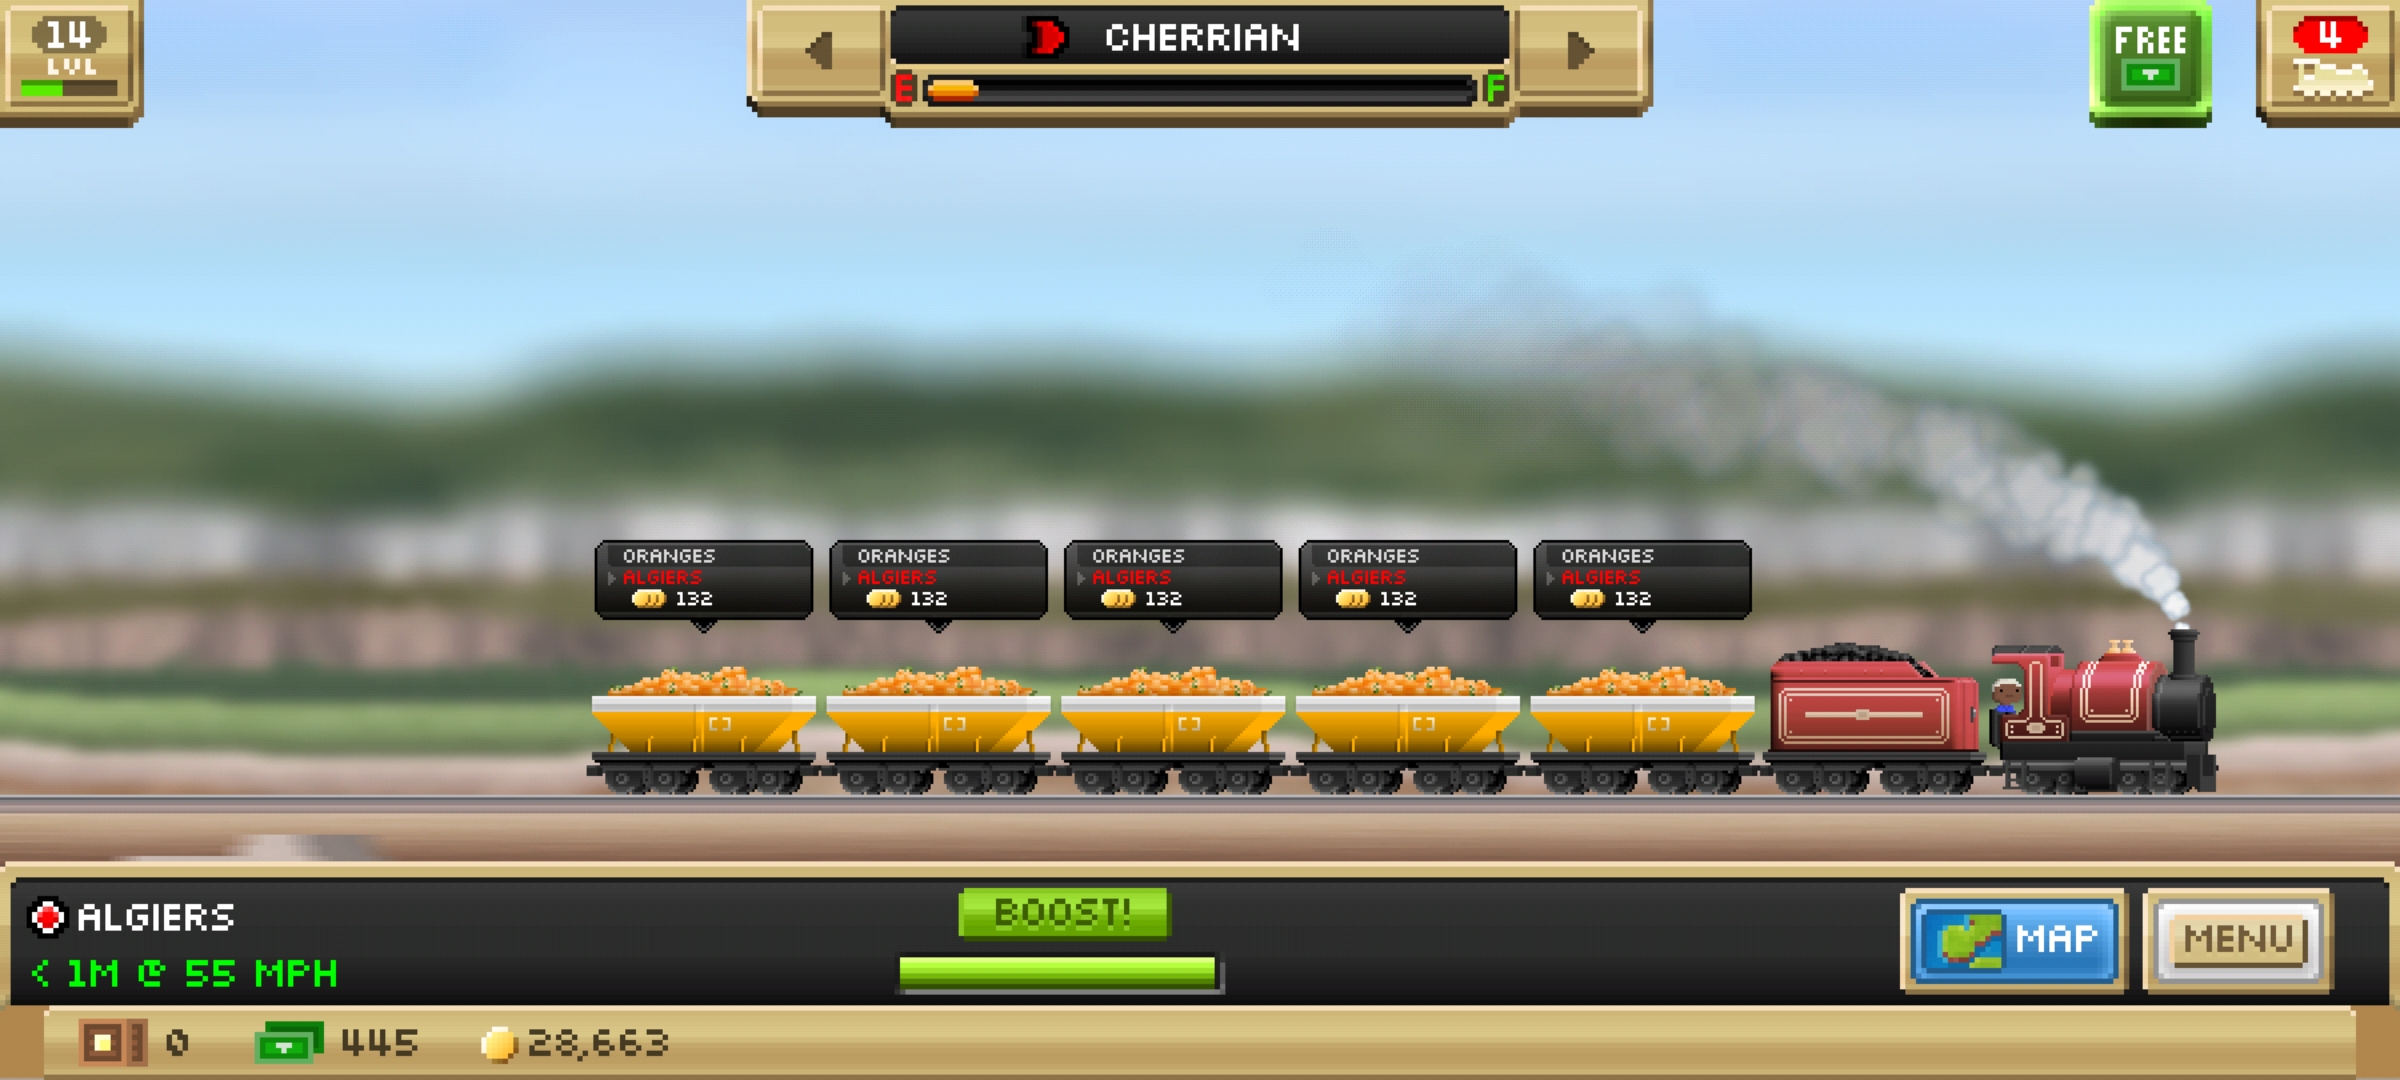 14
LVL
CHERRIAN
E F
FREE
4
ORANGES
ALGIERS
132
ORANGES
ALGIERS
132
ORANGES
ALGIERS
132
ORANGES
ALGIERS
132
ORANGES
ALGIERS
132
ALGIERS
< 1M @ 55 MPH
BOOST!
MAP
MENU
0
445
28,663